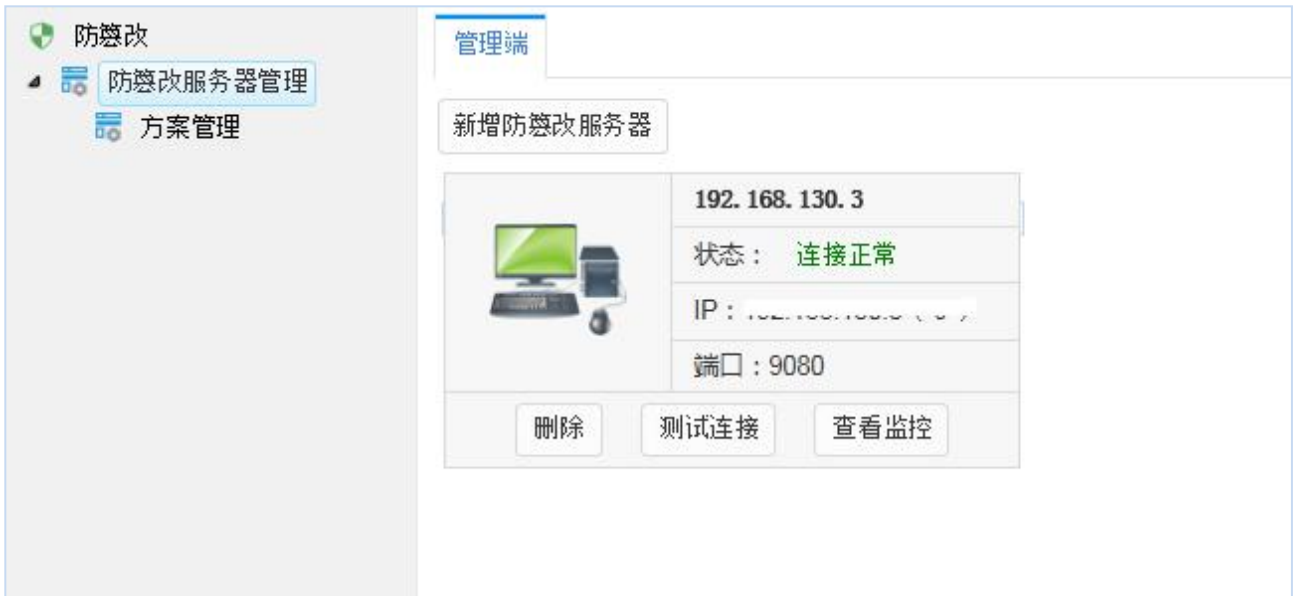 防篡改
防篡改服务器管理
方案管理
管理端
新增防篡改服务器
192.168.130.3
状态： 连接正常
IP：
端口：9080
删除 测试连接 查看监控